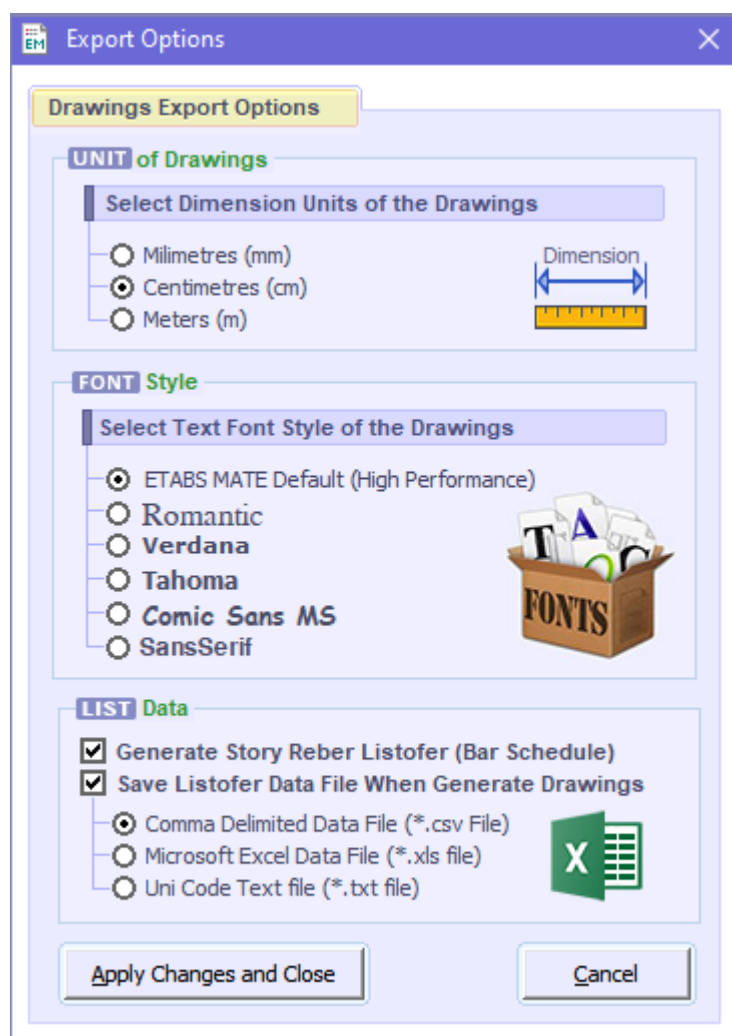 EM Export Options
Drawings Export Options
UNIT of Drawings
Select Dimension Units of the Drawings
Milimetres (mm)
Dimension
Centimetres (cm)
Meters (m)
FONT Style
Select Text Font Style of the Drawings
ETABS MATE Default (High Performance)
Romantic
Verdana
Tahoma
Comic Sans MS
SansSerif
T A
FONTS
LIST Data
Generate Story Reber Listofer (Bar Schedule)
Save Listofer Data File When Generate Drawings
Comma Delimited Data File (*.csv File)
Microsoft Excel Data File (*.xls file)
Uni Code Text file (*.txt file)
X
Apply Changes and Close Cancel